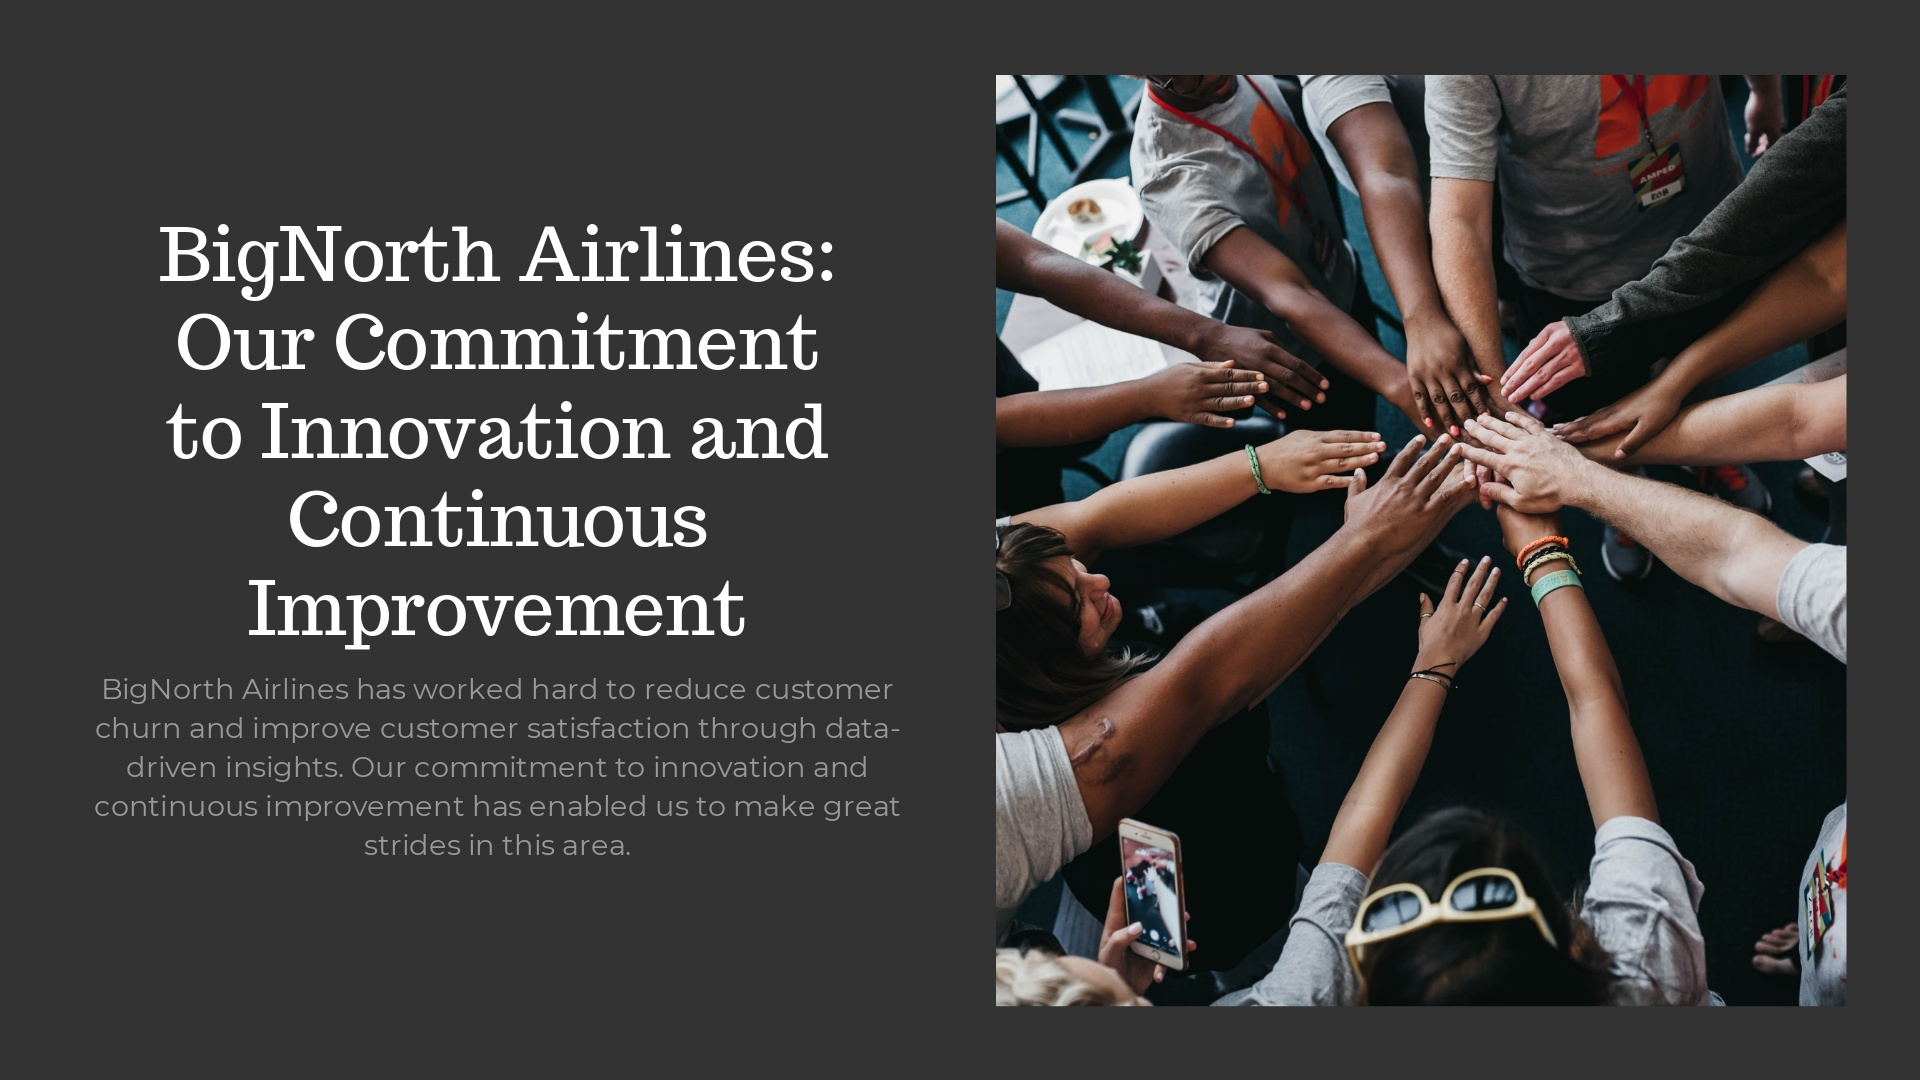 BigNorth Airlines:
Our Commitment
to Innovation and
Continuous
Improvement
BigNorth Airlines has worked hard to reduce customer
churn and improve customer satisfaction through data-
driven insights. Our commitment to innovation and
continuous improvement has enabled us to make great
strides in this area.
AMPED